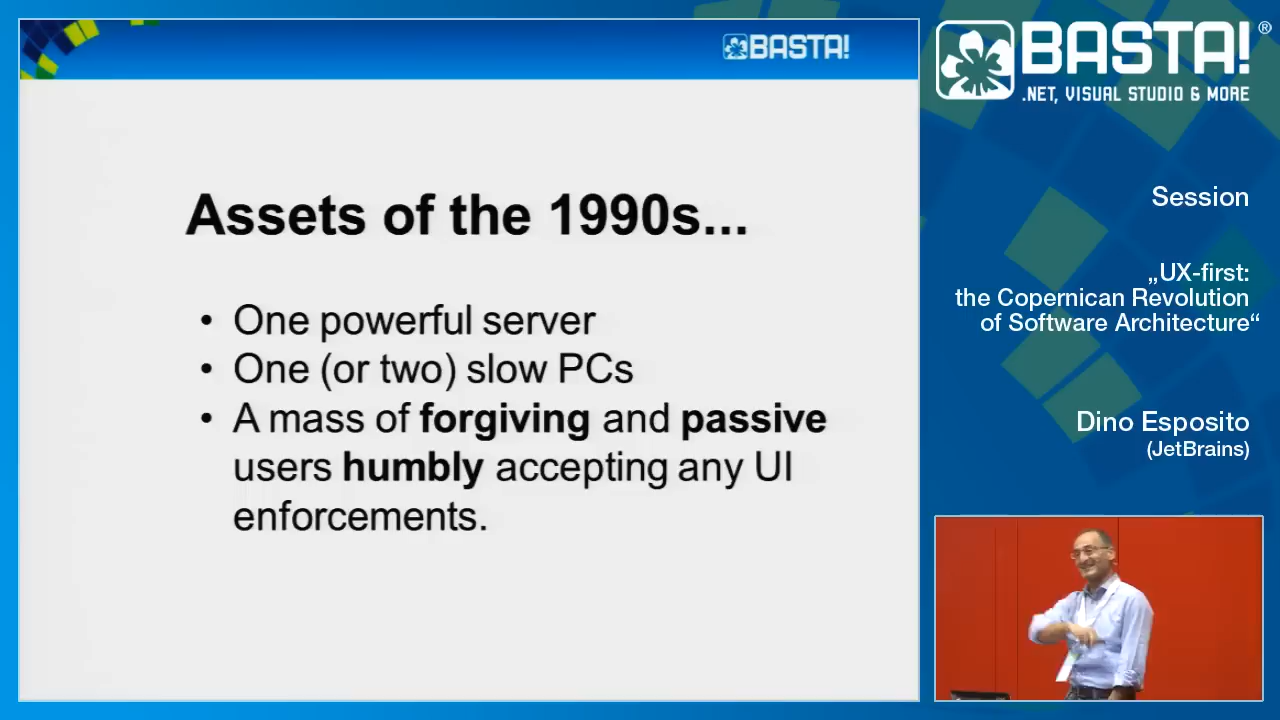 BASTA!
Assets of the 1990s...
• One powerful server
• One (or two) slow PCs
• A mass of forgiving and passive
users humbly accepting any UI
enforcements.
BASTA!®
.NET, VISUAL STUDIO & MORE
Session
„UX-first:
the Copernican Revolution
of Software Architecture“
Dino Esposito
(JetBrains)